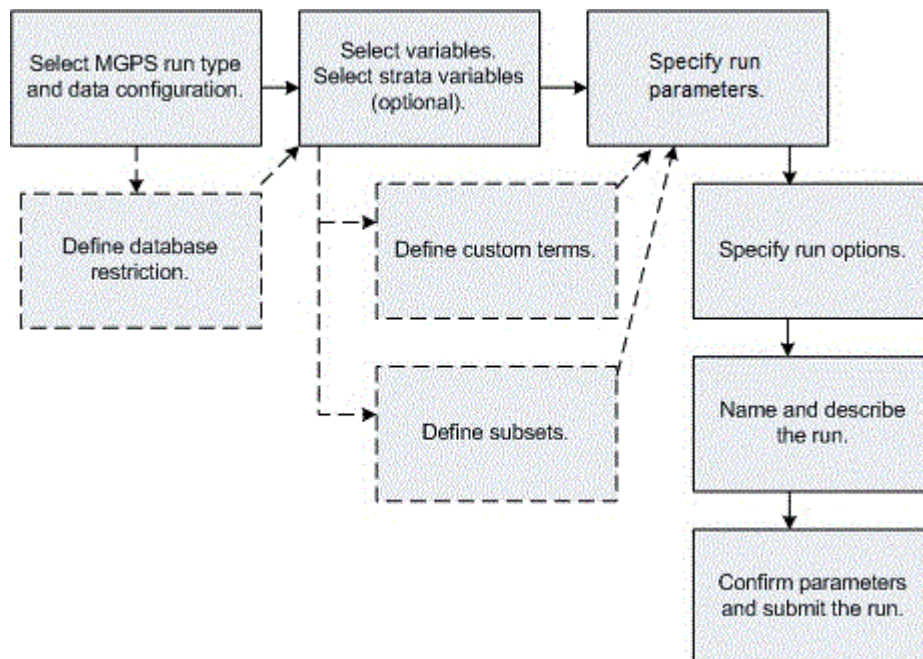 Select MGPS run type
and data configuration.
Select variables.
Select strata variables
(optional).
Specify run
parameters.
Define database
restriction.
Define custom terms.
Specify run options.
Define subsets.
Name and describe
the run.
Confirm parameters
and submit the run.